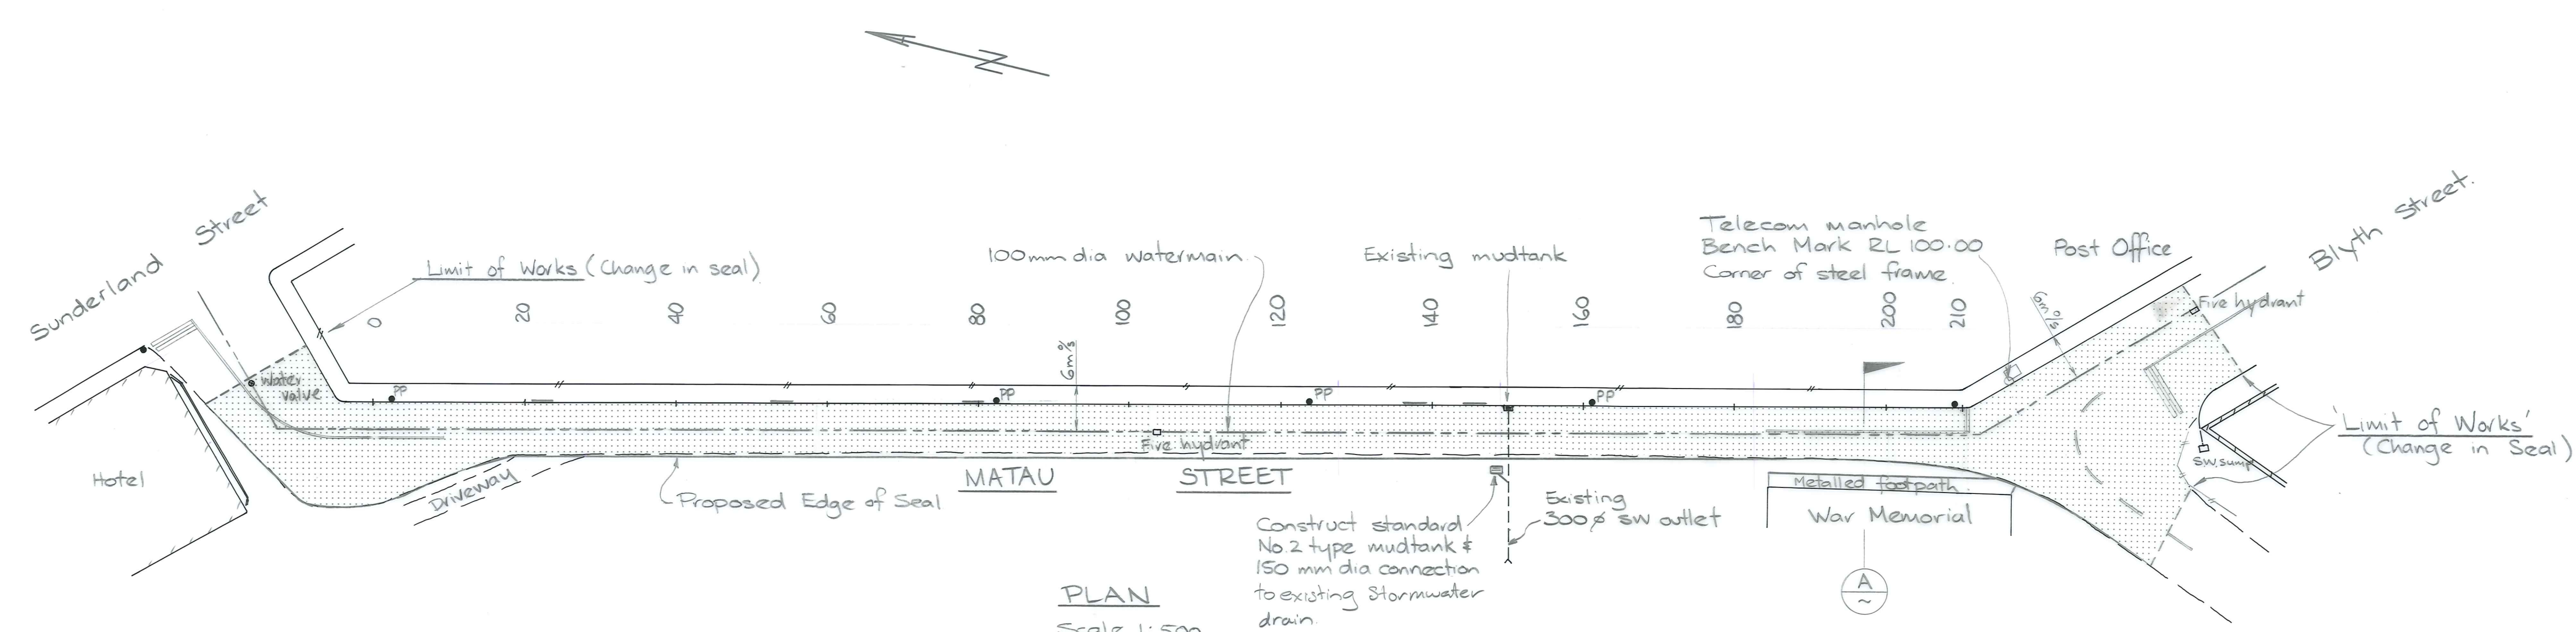 N
Sunderland Street
Limit of Works (Change in seal)
100mm dia watermain
Existing mudtank
Telecom manhole
Bench Mark RL 100.00
Corner of steel frame
Post Office
Blyth Street.
0 20 40 60 80 100 120 140 160 180 200 210
6m o/s
6m o/s
Fire hydrant
Water
valve
PP
PP
PP
PP
Fire hydrant
Hotel
Driveway
Proposed Edge of Seal
MATAU STREET
Metalled footpath
War Memorial
SW sump
'Limit of Works'
(Change in Seal)
Existing
300ø SW outlet
Construct standard
No.2 type mudtank &
150 mm dia connection
to existing Stormwater
drain.
A
~
PLAN
Scale 1:500